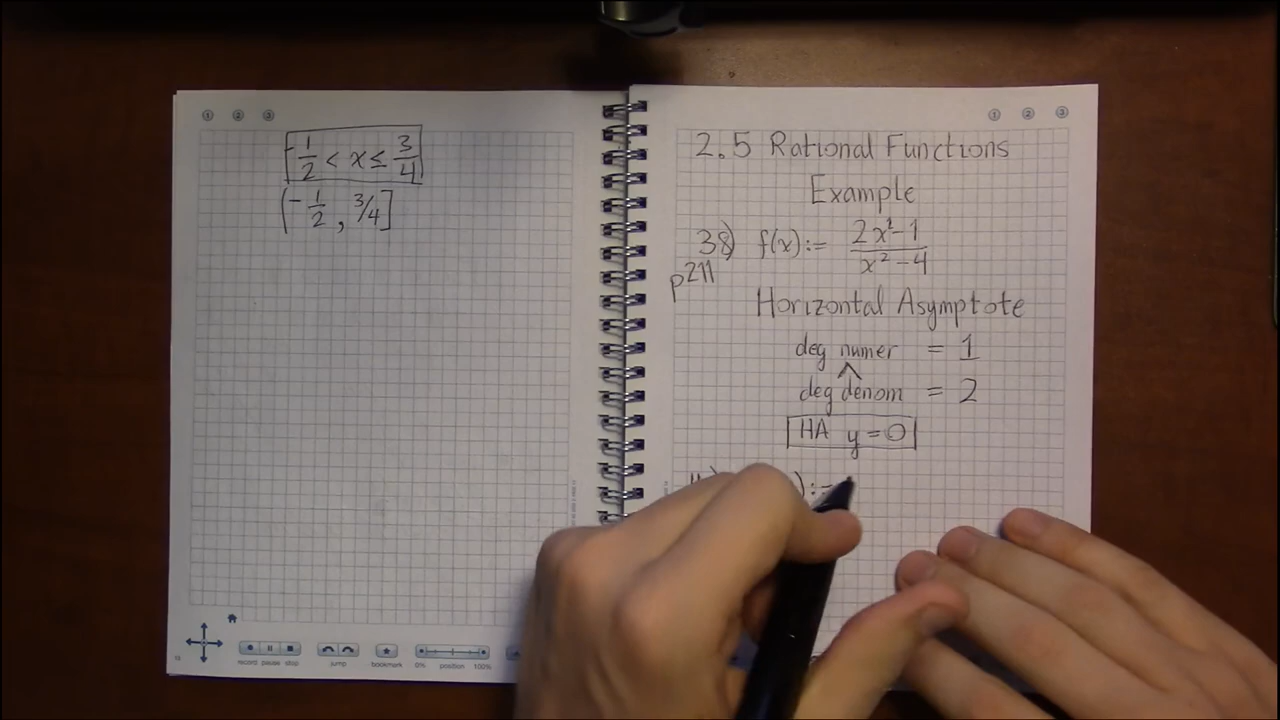 -1/2 < x ≤ 3/4
(-1/2, 3/4]
record pause stop jump bookmark 0% position 100%
2.5 Rational Functions
Example
38) f(x):= (2x²-1)/(x²-4)
p211
Horizontal Asymptote
deg numer = 1
^
deg denom = 2
HA y=0
):=